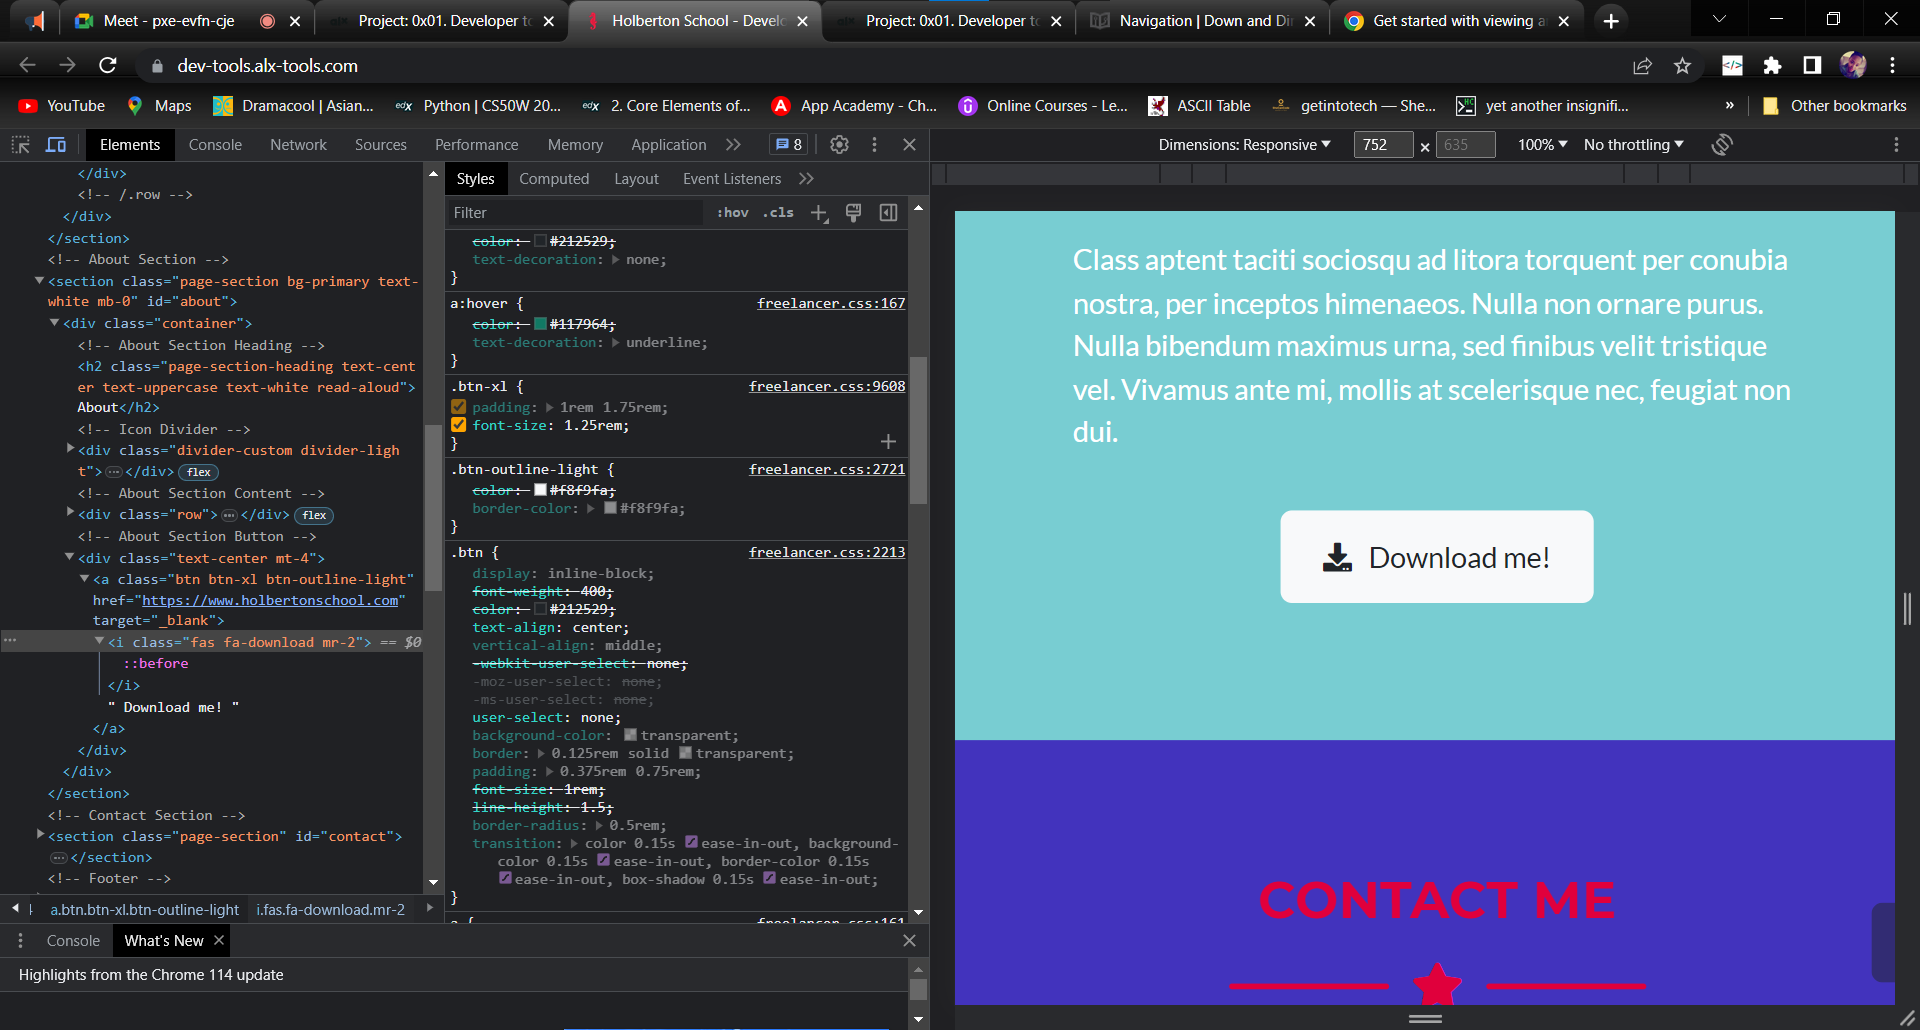 Meet - pxe-evfn-cje
Project: 0x01. Developer to
Holberton School - Develo
Project: 0x01. Developer to
Navigation | Down and Di
Get started with viewing a
dev-tools.alx-tools.com
YouTube
Maps
Dramacool | Asian...
edX Python | CS50W 20...
edX 2. Core Elements of...
App Academy - Ch...
Online Courses - Le...
ASCII Table
getintotech — She...
yet another insignifi...
»
Other bookmarks
Elements Console Network Sources Performance Memory Application 8
Dimensions: Responsive 752 x 635 100% No throttling
</div>
<!-- /.row -->
</div>
</section>
<!-- About Section -->
<section class="page-section bg-primary text-
white mb-0" id="about">
<div class="container">
<!-- About Section Heading -->
<h2 class="page-section-heading text-cent
er text-uppercase text-white read-aloud">
About</h2>
<!-- Icon Divider -->
<div class="divider-custom divider-ligh
t">…</div> flex
<!-- About Section Content -->
<div class="row">…</div> flex
<!-- About Section Button -->
<div class="text-center mt-4">
<a class="btn btn-xl btn-outline-light"
href="https://www.holbertonschool.com"
target="_blank">
<i class="fas fa-download mr-2"> == $0
::before
</i>
" Download me! "
</a>
</div>
</div>
</section>
<!-- Contact Section -->
<section class="page-section" id="contact">
…</section>
<!-- Footer -->
a.btn.btn-xl.btn-outline-light i.fas.fa-download.mr-2
Styles Computed Layout Event Listeners
Filter :hov .cls
color: #212529;
text-decoration: none;
}
a:hover { freelancer.css:167
color: #117964;
text-decoration: underline;
}
.btn-xl { freelancer.css:9608
padding: 1rem 1.75rem;
font-size: 1.25rem;
}
.btn-outline-light { freelancer.css:2721
color: #f8f9fa;
border-color: #f8f9fa;
}
.btn { freelancer.css:2213
display: inline-block;
font-weight: 400;
color: #212529;
text-align: center;
vertical-align: middle;
-webkit-user-select: none;
-moz-user-select: none;
-ms-user-select: none;
user-select: none;
background-color: transparent;
border: 0.125rem solid transparent;
padding: 0.375rem 0.75rem;
font-size: 1rem;
line-height: 1.5;
border-radius: 0.5rem;
transition: color 0.15s ease-in-out, background-
color 0.15s ease-in-out, border-color 0.15s
ease-in-out, box-shadow 0.15s ease-in-out;
}
a { freelancer.css:161
Console What's New
Highlights from the Chrome 114 update
Class aptent taciti sociosqu ad litora torquent per conubia
nostra, per inceptos himenaeos. Nulla non ornare purus.
Nulla bibendum maximus urna, sed finibus velit tristique
vel. Vivamus ante mi, mollis at scelerisque nec, feugiat non
dui.
Download me!
CONTACT ME